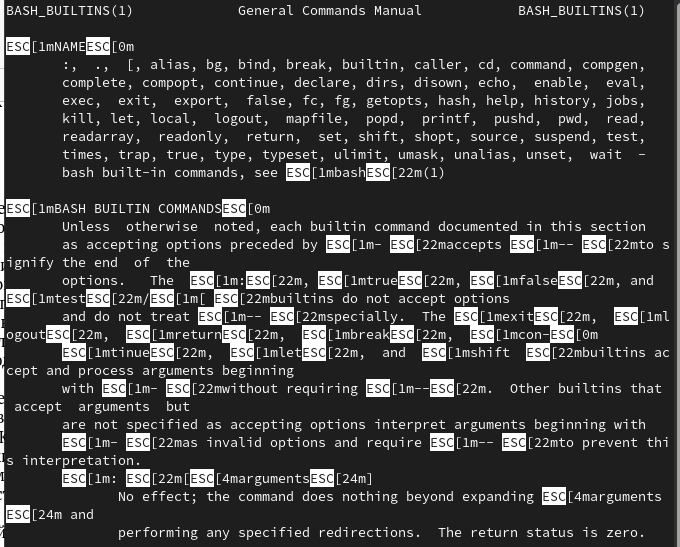 BASH_BUILTINS(1) General Commands Manual BASH_BUILTINS(1)
ESC[1mNAMEESC[0m
:, ., [, alias, bg, bind, break, builtin, caller, cd, command, compgen,
complete, compopt, continue, declare, dirs, disown, echo, enable, eval,
exec, exit, export, false, fc, fg, getopts, hash, help, history, jobs,
kill, let, local, logout, mapfile, popd, printf, pushd, pwd, read,
readarray, readonly, return, set, shift, shopt, source, suspend, test,
times, trap, true, type, typeset, ulimit, umask, unalias, unset, wait -
bash built-in commands, see ESC[1mbashESC[22m(1)
ESC[1mBASH BUILTIN COMMANDSESC[0m
Unless otherwise noted, each builtin command documented in this section
as accepting options preceded by ESC[1m- ESC[22maccepts ESC[1m-- ESC[22mto s
ignify the end of the
options. The ESC[1m:ESC[22m, ESC[1mtrueESC[22m, ESC[1mfalseESC[22m, and
ESC[1mtestESC[22m/ESC[1m[ ESC[22mbuiltins do not accept options
and do not treat ESC[1m-- ESC[22mspecially. The ESC[1mexitESC[22m, ESC[1ml
ogoutESC[22m, ESC[1mreturnESC[22m, ESC[1mbreakESC[22m, ESC[1mcon-ESC[0m
ESC[1mtinueESC[22m, ESC[1mletESC[22m, and ESC[1mshift ESC[22mbuiltins ac
cept and process arguments beginning
with ESC[1m- ESC[22mwithout requiring ESC[1m--ESC[22m. Other builtins that
accept arguments but
are not specified as accepting options interpret arguments beginning with
ESC[1m- ESC[22mas invalid options and require ESC[1m-- ESC[22mto prevent thi
s interpretation.
ESC[1m: ESC[22m[ESC[4margumentsESC[24m]
No effect; the command does nothing beyond expanding ESC[4marguments
ESC[24m and
performing any specified redirections. The return status is zero.